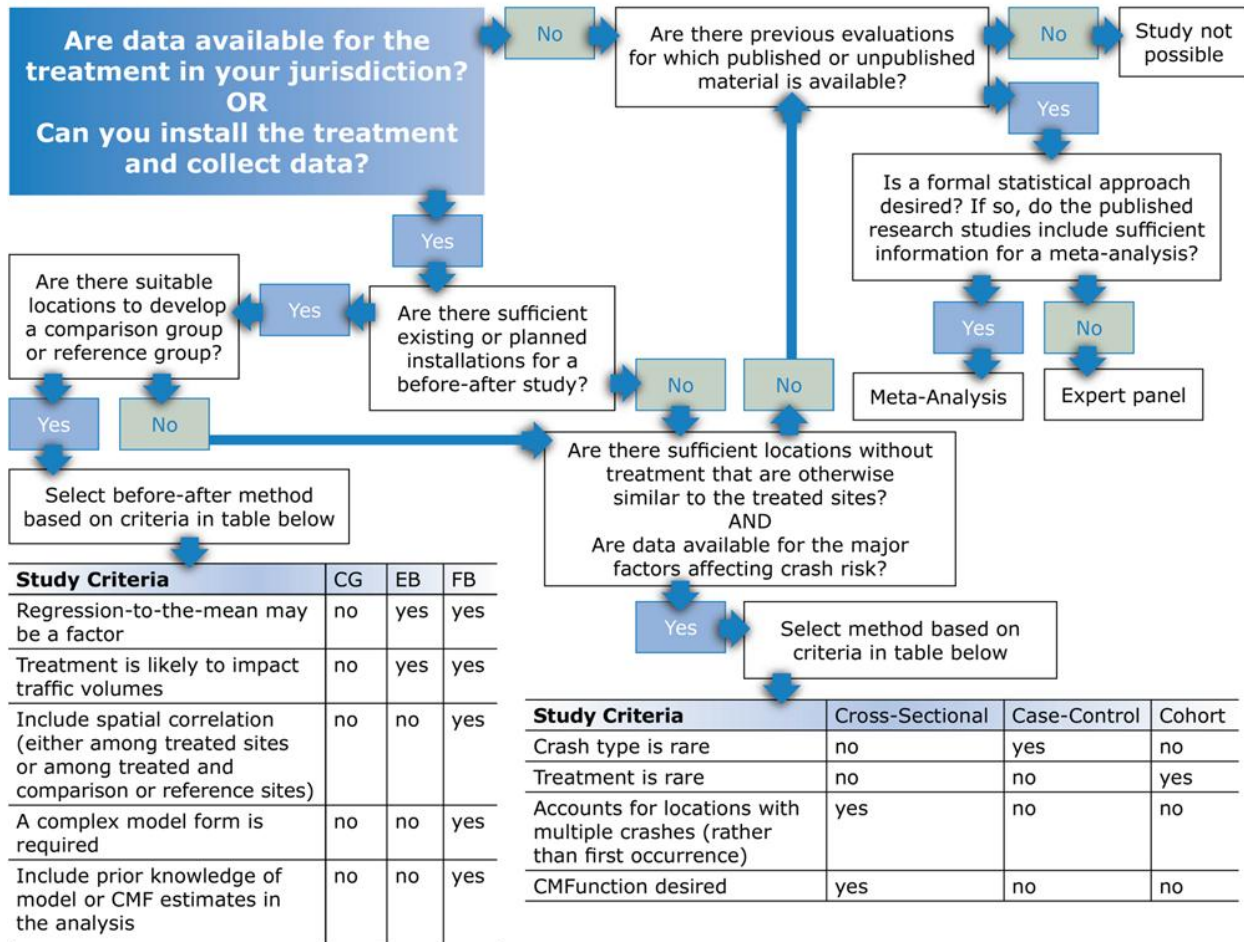 Are data available for the
treatment in your jurisdiction?
OR
Can you install the treatment
and collect data?
No
Are there previous evaluations
for which published or unpublished
material is available?
No
Study not
possible
Yes
Is a formal statistical approach
desired? If so, do the published
research studies include sufficient
information for a meta-analysis?
Yes
No
Meta-Analysis
Expert panel
Yes
Are there sufficient
existing or planned
installations for a
before-after study?
Yes
Are there suitable
locations to develop
a comparison group
or reference group?
No
No
Yes
No
Are there sufficient locations without
treatment that are otherwise
similar to the treated sites?
AND
Are data available for the major
factors affecting crash risk?
Select before-after method
based on criteria in table below
Yes
Select method based on
criteria in table below
Study Criteria CG EB FB
Regression-to-the-mean may no yes yes
be a factor
Treatment is likely to impact no yes yes
traffic volumes
Include spatial correlation no no yes
(either among treated sites
or among treated and
comparison or reference sites)
A complex model form is no no yes
required
Include prior knowledge of no no yes
model or CMF estimates in
the analysis
Study Criteria Cross-Sectional Case-Control Cohort
Crash type is rare no yes no
Treatment is rare no no yes
Accounts for locations with yes no no
multiple crashes (rather
than first occurrence)
CMFunction desired yes no no